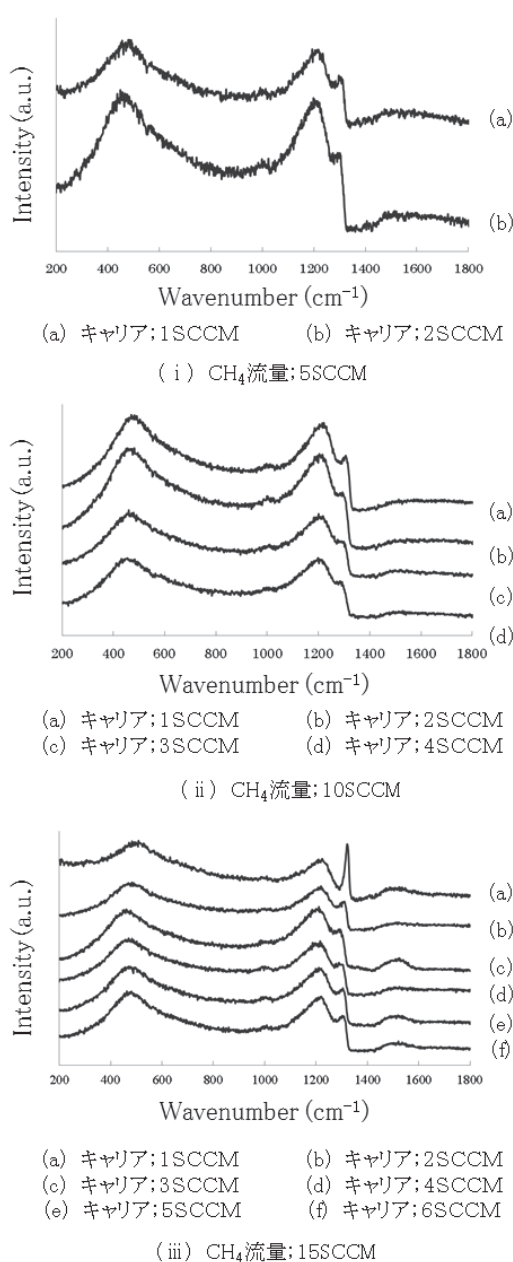 Intensity (a.u.)
(a)
(b)
200 400 600 800 1000 1200 1400 1600 1800
Wavenumber (cm⁻¹)
(a) キャリア;1SCCM (b) キャリア;2SCCM
(ⅰ) CH₄流量;5SCCM
Intensity (a.u.)
(a)
(b)
(c)
(d)
200 400 600 800 1000 1200 1400 1600 1800
Wavenumber (cm⁻¹)
(a) キャリア;1SCCM (b) キャリア;2SCCM
(c) キャリア;3SCCM (d) キャリア;4SCCM
(ⅱ) CH₄流量;10SCCM
Intensity (a.u.)
(a)
(b)
(c)
(d)
(e)
(f)
200 400 600 800 1000 1200 1400 1600 1800
Wavenumber (cm⁻¹)
(a) キャリア;1SCCM (b) キャリア;2SCCM
(c) キャリア;3SCCM (d) キャリア;4SCCM
(e) キャリア;5SCCM (f) キャリア;6SCCM
(ⅲ) CH₄流量;15SCCM